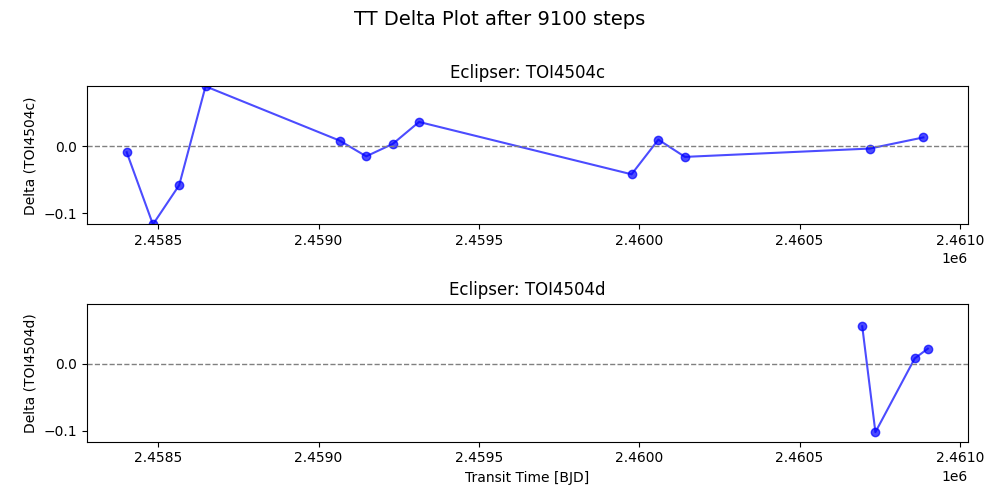 TT Delta Plot after 9100 steps
Eclipser: TOI4504c
Delta (TOI4504c)
0.0
−0.1
2.4585 2.4590 2.4595 2.4600 2.4605 2.4610
1e6
Eclipser: TOI4504d
Delta (TOI4504d)
0.0
−0.1
2.4585 2.4590 2.4595 2.4600 2.4605 2.4610
Transit Time [BJD]
1e6